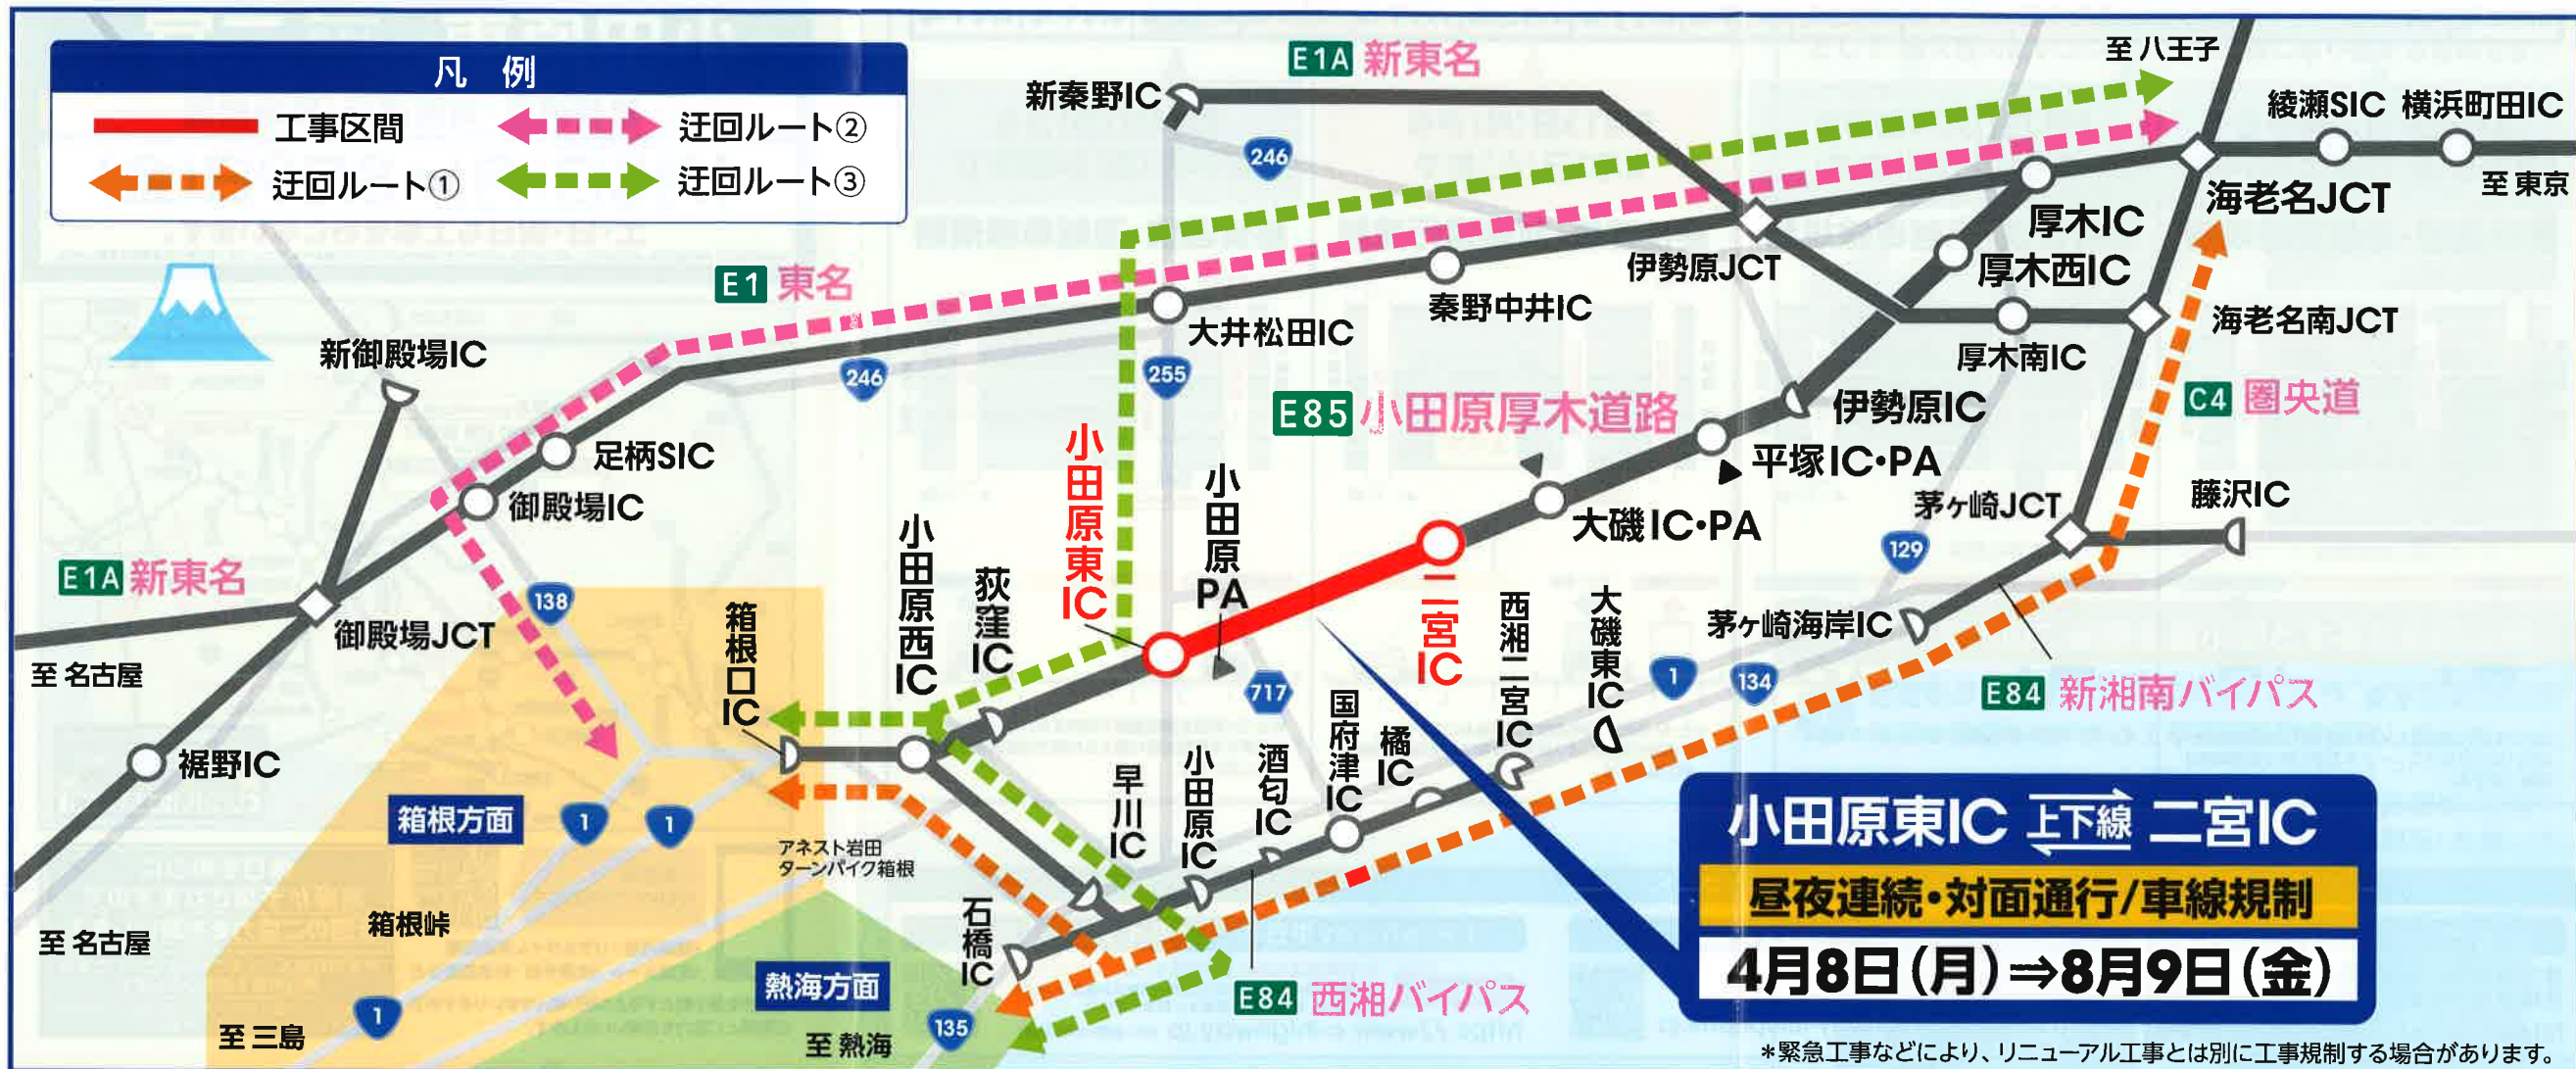 凡 例
工事区間
迂回ルート②
迂回ルート①
迂回ルート③
E1A 新東名
新秦野IC
246
至 八王子
綾瀬SIC
横浜町田IC
至 東京
海老名JCT
厚木IC
厚木西IC
伊勢原JCT
秦野中井IC
大井松田IC
E1 東名
246
255
新御殿場IC
足柄SIC
御殿場IC
E1A 新東名
御殿場JCT
至 名古屋
裾野IC
至 名古屋
138
海老名南JCT
厚木南IC
C4 圏央道
E85 小田原厚木道路
伊勢原IC
平塚IC・PA
大磯IC・PA
二宮IC
小田原PA
小田原東IC
荻窪IC
小田原西IC
箱根口IC
717
茅ヶ崎JCT
藤沢IC
129
茅ヶ崎海岸IC
E84 新湘南バイパス
1
134
大磯東IC
西湘二宮IC
橘IC
国府津IC
酒匂IC
小田原IC
早川IC
石橋IC
E84 西湘バイパス
アネスト岩田
ターンパイク箱根
箱根方面
1
1
箱根峠
1
至 三島
熱海方面
至 熱海
135
小田原東IC 上下線 二宮IC
昼夜連続・対面通行/車線規制
4月8日(月)⇒8月9日(金)
*緊急工事などにより、リニューアル工事とは別に工事規制する場合があります。